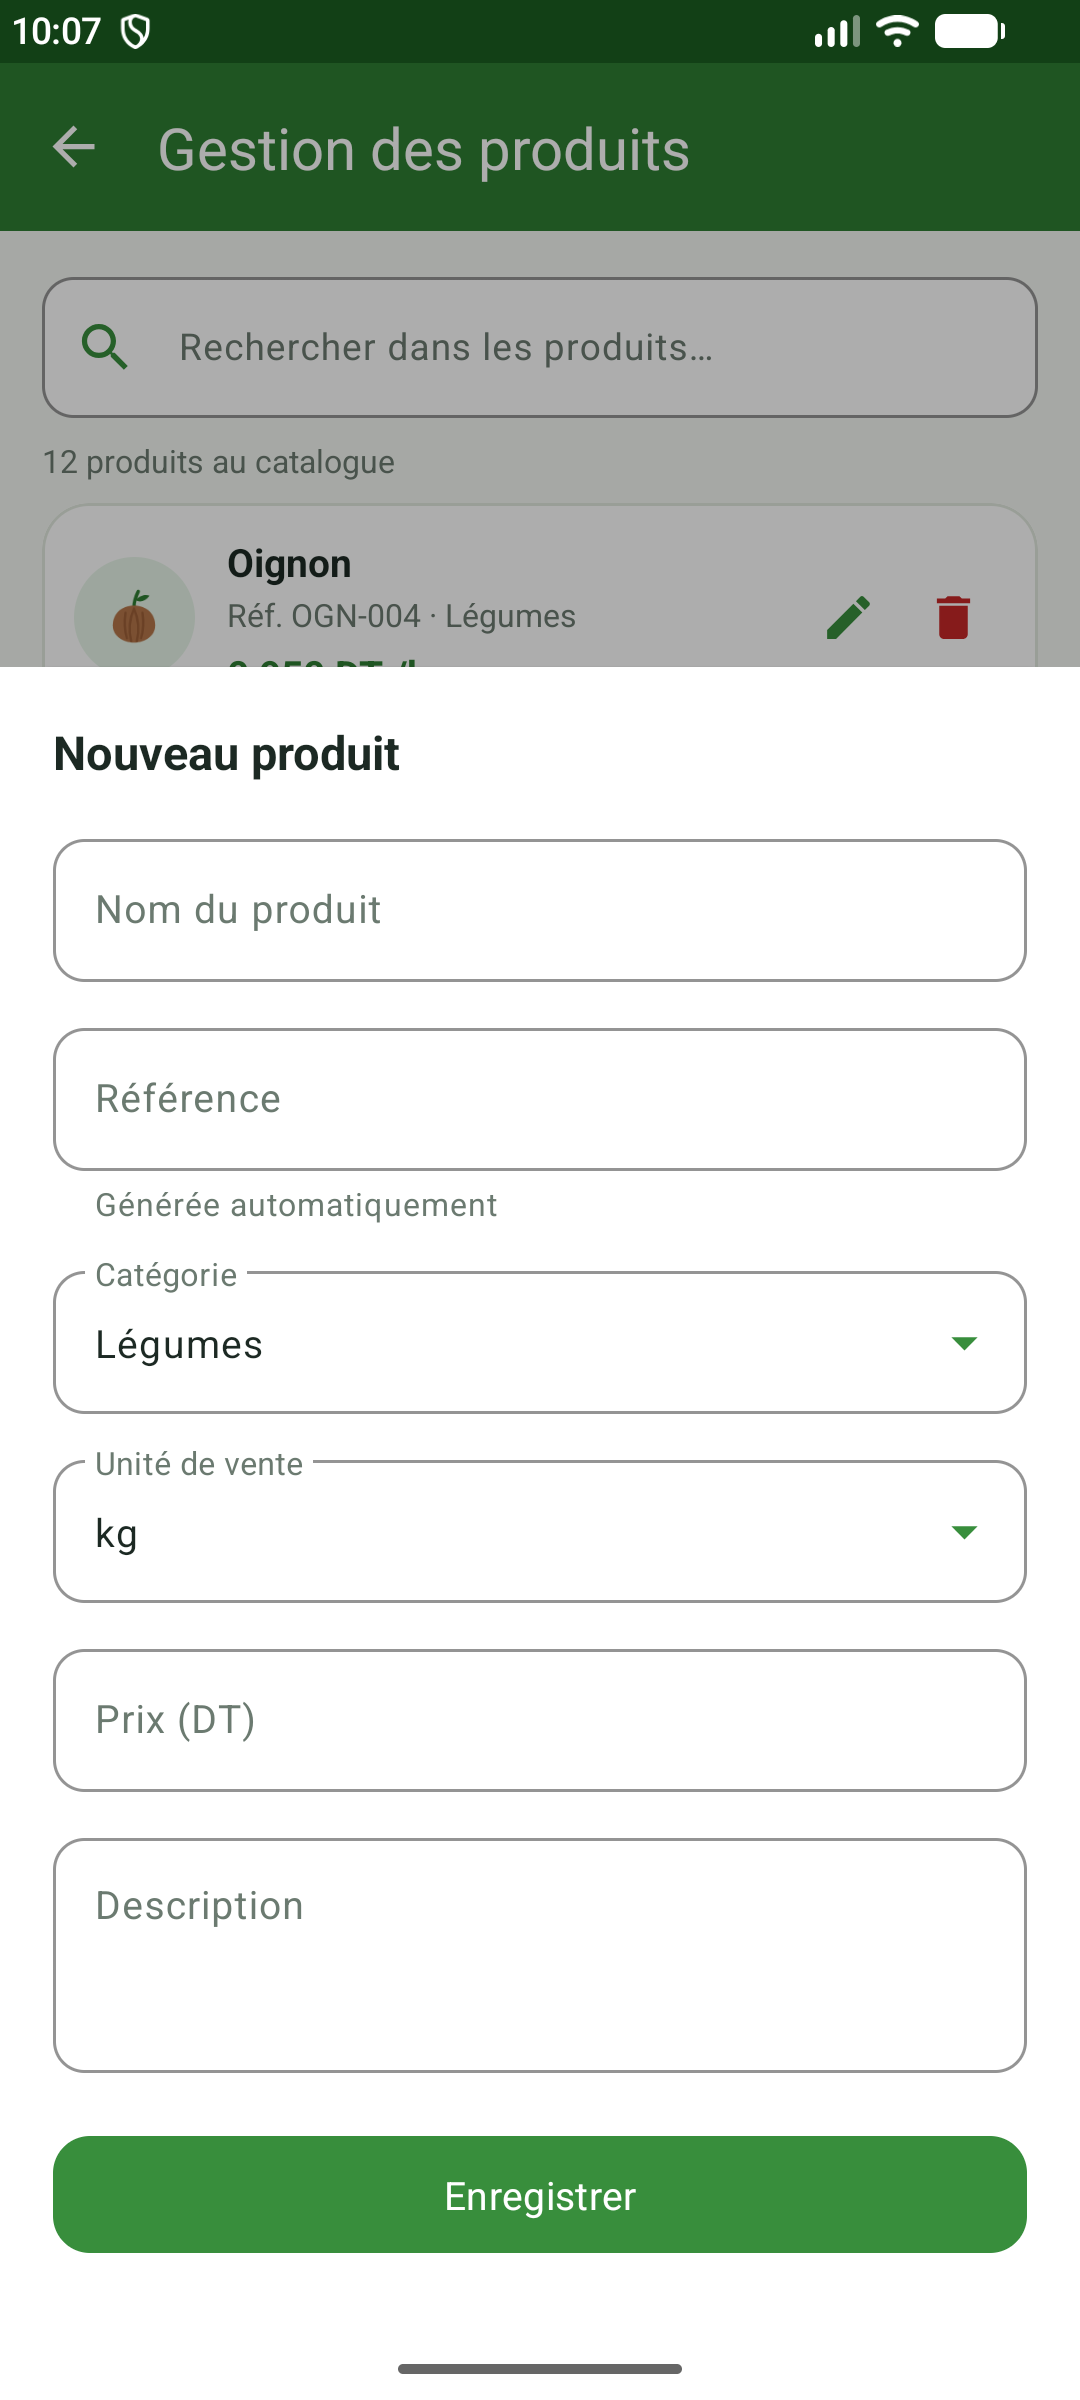 10:07
Gestion des produits
Rechercher dans les produits…
12 produits au catalogue
Oignon
Réf. OGN-004 · Légumes
Nouveau produit
Nom du produit
Référence
Générée automatiquement
Catégorie
Légumes
Unité de vente
kg
Prix (DT)
Description
Enregistrer